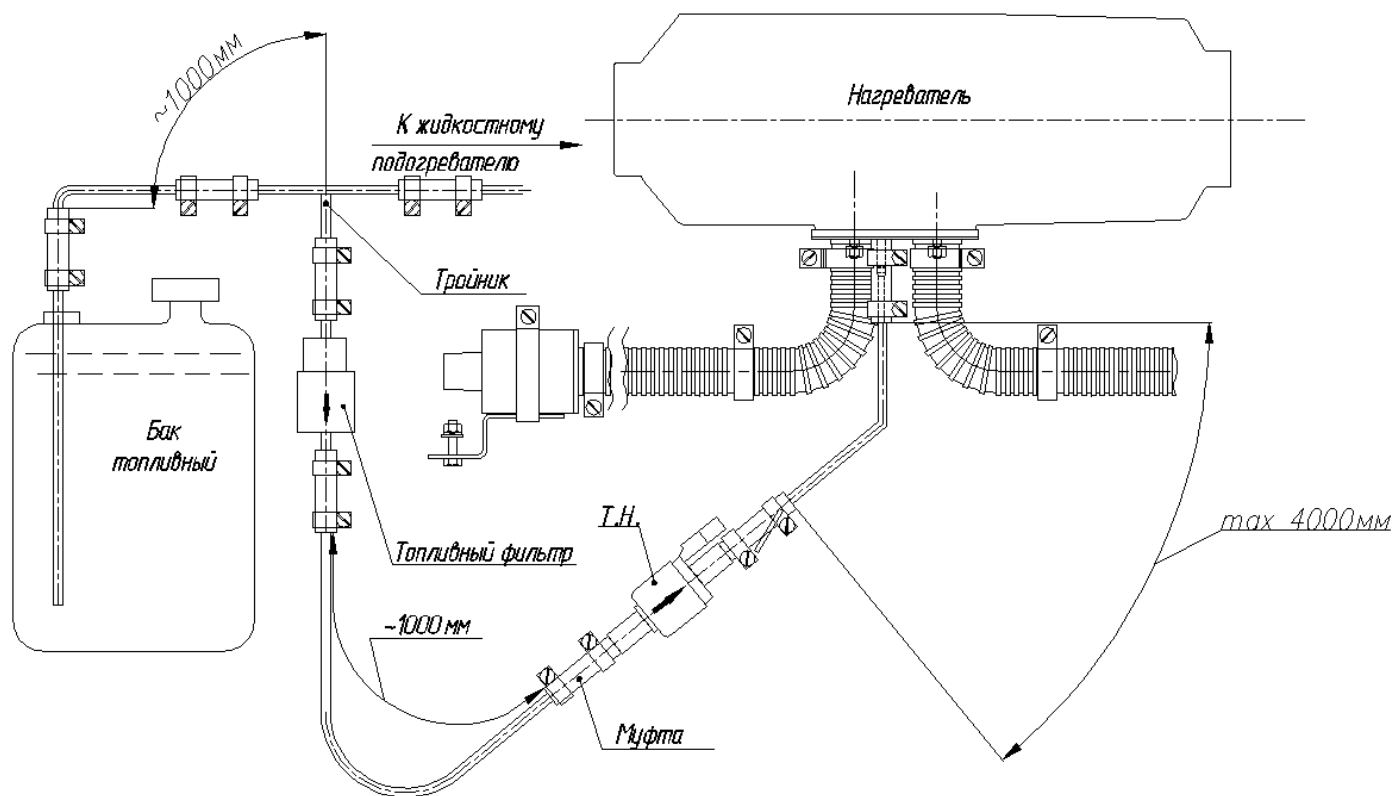 ~1000мм
Нагреватель
К жидкостному
подогревателю
Тройник
Бак
топливный
Т.Н.
Топливный фильтр
max 4000мм
~1000 мм
Муфта